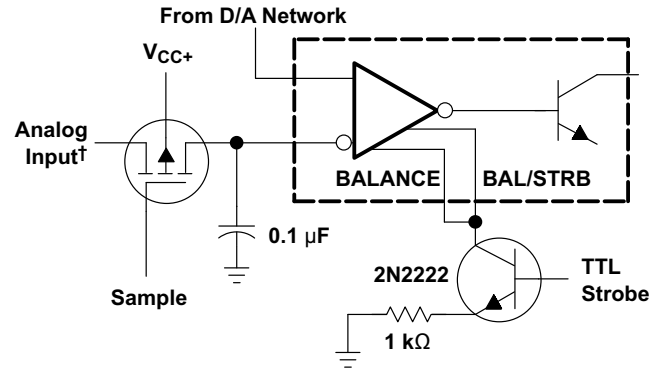 From D/A Network
VCC+
Analog
Input†
BALANCE
BAL/STRB
0.1 µF
2N2222
TTL
Strobe
Sample
1 kΩ